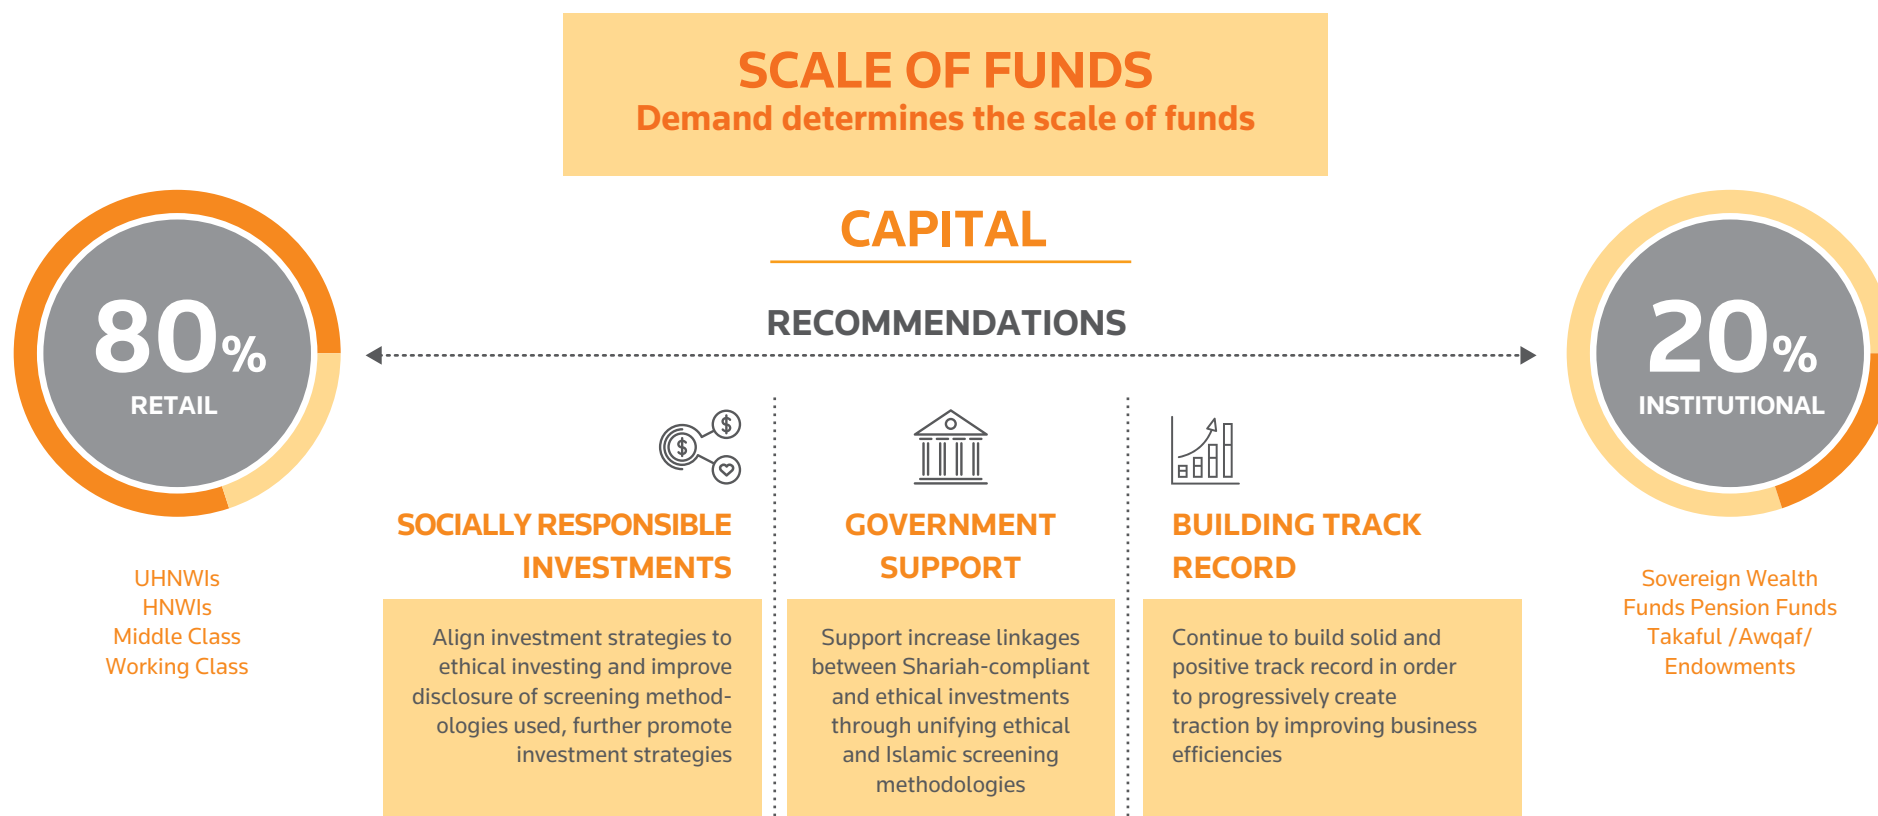 SCALE OF FUNDS
Demand determines the scale of funds
CAPITAL
RECOMMENDATIONS
80%
RETAIL
UHNWIs
HNWIs
Middle Class
Working Class
$
$
SOCIALLY RESPONSIBLE
INVESTMENTS
Align investment strategies to
ethical investing and improve
disclosure of screening method-
ologies used, further promote
investment strategies
GOVERNMENT
SUPPORT
Support increase linkages
between Shariah-compliant
and ethical investments
through unifying ethical
and Islamic screening
methodologies
BUILDING TRACK
RECORD
Continue to build solid and
positive track record in order
to progressively create
traction by improving business
efficiencies
20%
INSTITUTIONAL
Sovereign Wealth
Funds Pension Funds
Takaful /Awqaf/
Endowments